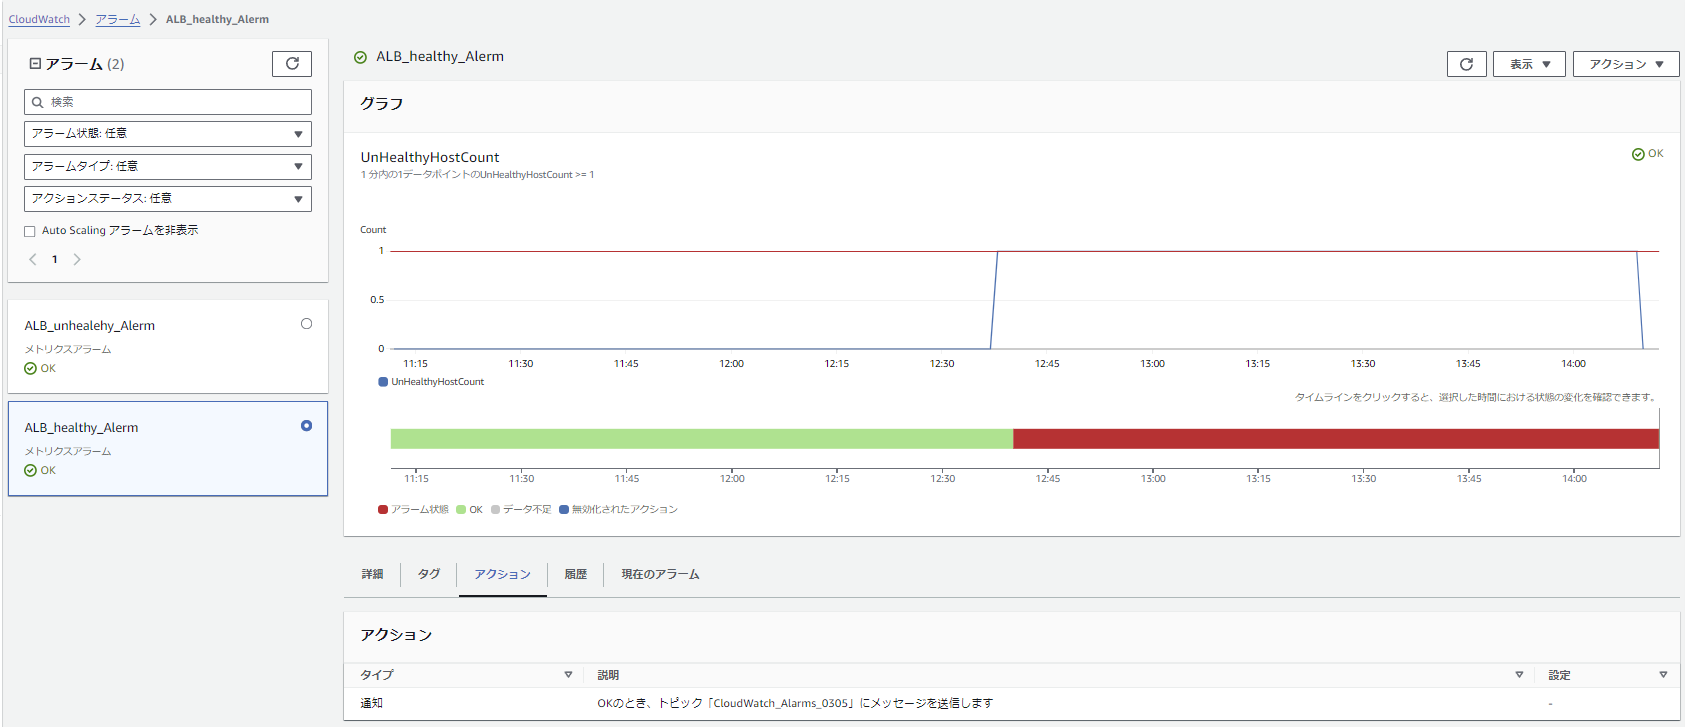 CloudWatch > アラーム > ALB_healthy_Alerm
アラーム (2)
検索
アラーム状態: 任意
アラームタイプ: 任意
アクションステータス: 任意
Auto Scaling アラームを非表示
1
ALB_unhealehy_Alerm
メトリクスアラーム
OK
ALB_healthy_Alerm
メトリクスアラーム
OK
ALB_healthy_Alerm
表示 アクション
グラフ
UnHealthyHostCount
OK
1 分内の1データポイントのUnHealthyHostCount >= 1
Count
1
0.5
0
11:15 11:30 11:45 12:00 12:15 12:30 12:45 13:00 13:15 13:30 13:45 14:00
UnHealthyHostCount
タイムラインをクリックすると、選択した時間における状態の変化を確認できます。
11:15 11:30 11:45 12:00 12:15 12:30 12:45 13:00 13:15 13:30 13:45 14:00
アラーム状態 OK データ不足 無効化されたアクション
詳細 タグ アクション 履歴 現在のアラーム
アクション
タイプ 説明 設定
通知 OKのとき、トピック「CloudWatch_Alarms_0305」にメッセージを送信します -